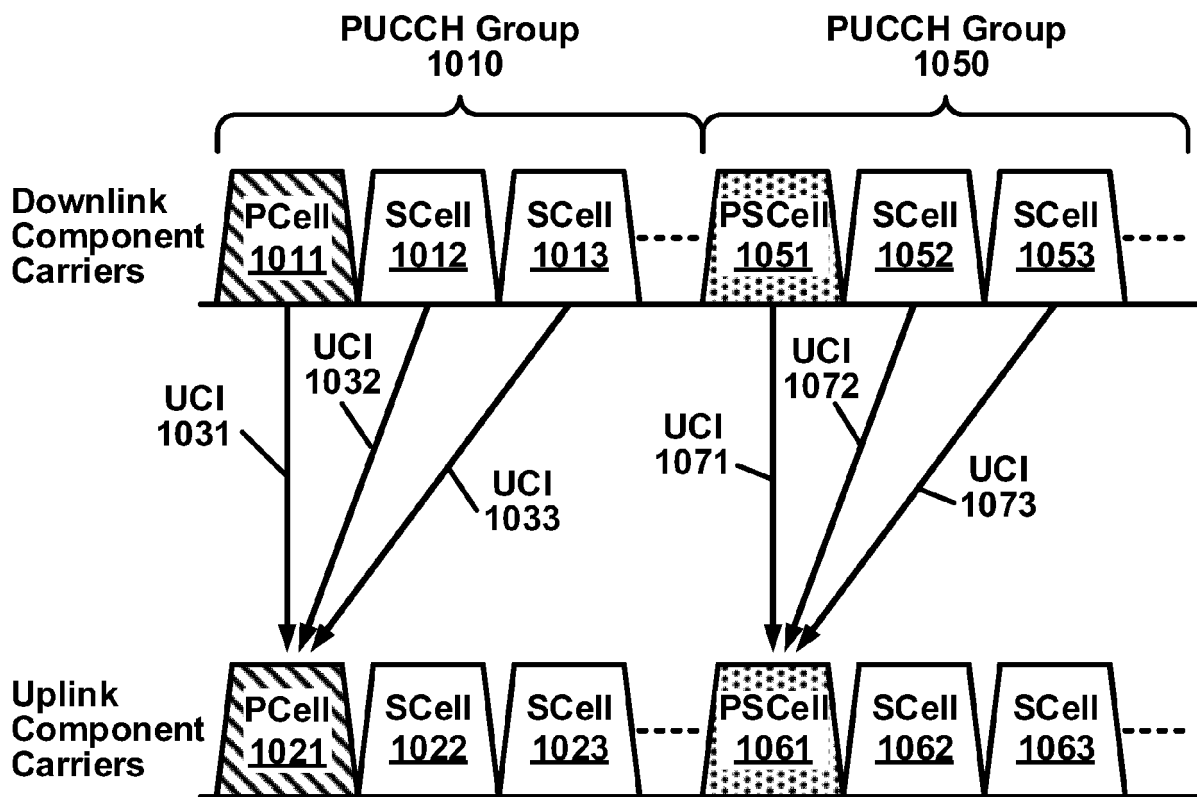 PUCCH Group
1010
PUCCH Group
1050
Downlink
Component
Carriers
PCell
1011
SCell
1012
SCell
1013
PSCell
1051
SCell
1052
SCell
1053
UCI
1031
UCI
1032
UCI
1033
UCI
1071
UCI
1072
UCI
1073
Uplink
Component
Carriers
PCell
1021
SCell
1022
SCell
1023
PSCell
1061
SCell
1062
SCell
1063